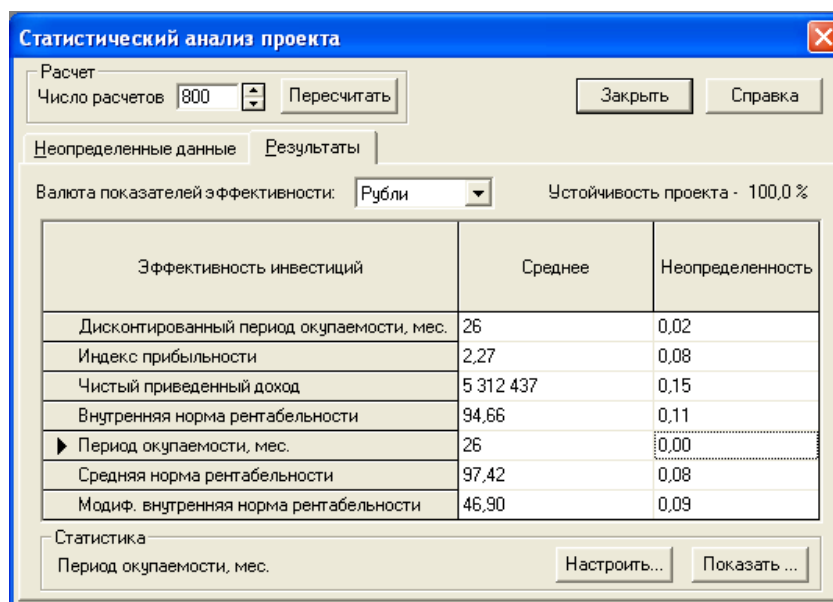 Статистический анализ проекта
Расчет
Число расчетов 800 Пересчитать Закрыть Справка
Неопределенные данные Результаты
Валюта показателей эффективности: Рубли Устойчивость проекта - 100,0 %
Эффективность инвестиций Среднее Неопределенность
Дисконтированный период окупаемости, мес. 26 0,02
Индекс прибыльности 2,27 0,08
Чистый приведенный доход 5 312 437 0,15
Внутренняя норма рентабельности 94,66 0,11
Период окупаемости, мес. 26 0,00
Средняя норма рентабельности 97,42 0,08
Модиф. внутренняя норма рентабельности 46,90 0,09
Статистика
Период окупаемости, мес. Настроить... Показать ...